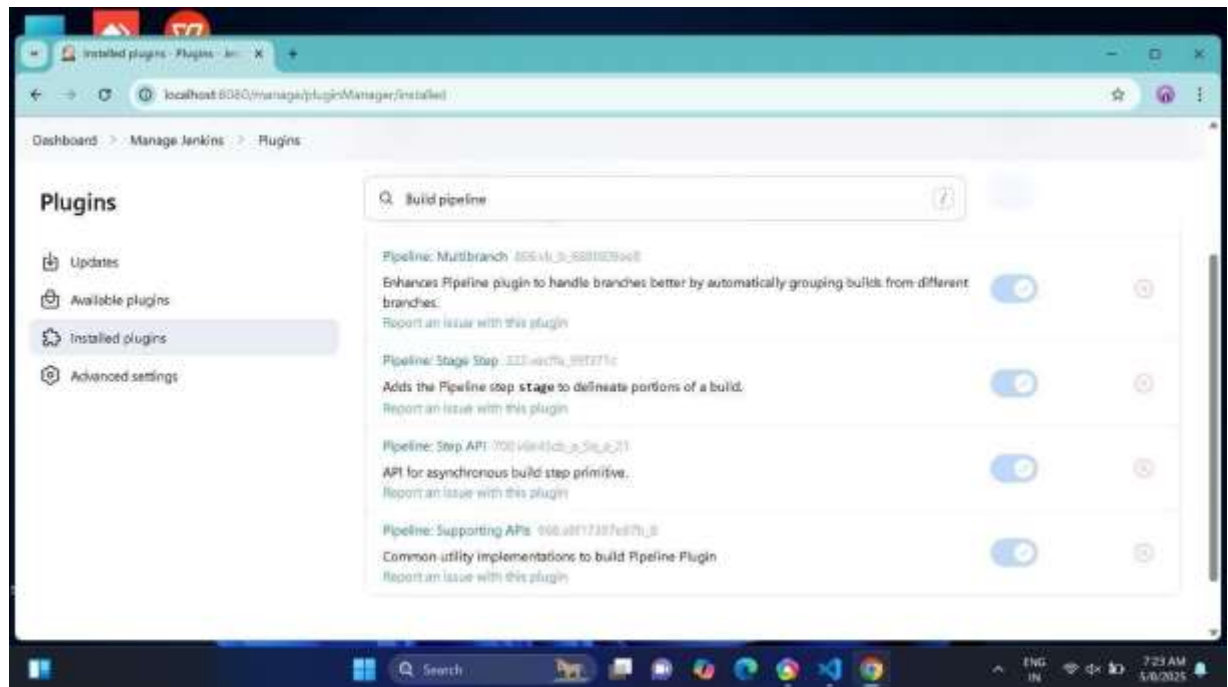 Installed plugins - Plugins - Jen
localhost:8080/manage/pluginManager/installed
Dashboard > Manage Jenkins > Plugins
Plugins
Build pipeline
/
Updates
Available plugins
Installed plugins
Advanced settings
Pipeline: Multibranch
Enhances Pipeline plugin to handle branches better by automatically grouping builds from different
branches.
Report an issue with this plugin
Pipeline: Stage Step
Adds the Pipeline step stage to delineate portions of a build.
Report an issue with this plugin
Pipeline: Step API
API for asynchronous build step primitive.
Report an issue with this plugin
Pipeline: Supporting APIs
Common utility implementations to build Pipeline Plugin
Report an issue with this plugin
Search
ENG
IN
7:23 AM